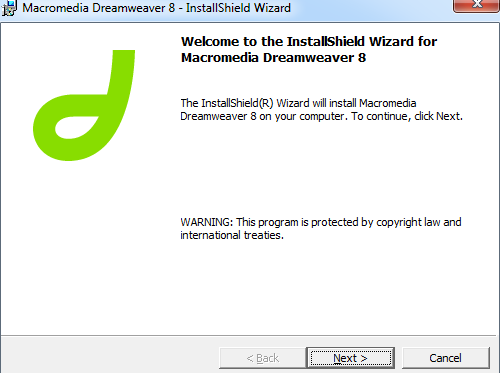 Macromedia Dreamweaver 8 - InstallShield Wizard
Welcome to the InstallShield Wizard for
Macromedia Dreamweaver 8
The InstallShield(R) Wizard will install Macromedia
Dreamweaver 8 on your computer. To continue, click Next.
WARNING: This program is protected by copyright law and
international treaties.
< Back Next > Cancel